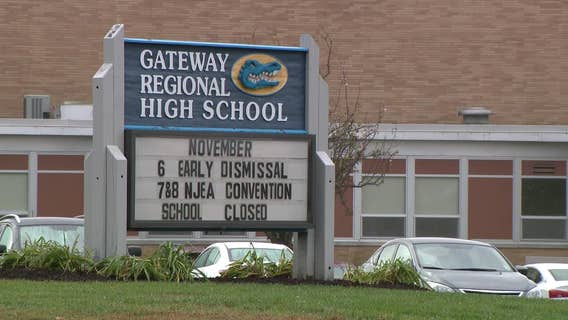 GATEWAY
REGIONAL
HIGH SCHOOL
NOVEMBER
6 EARLY DISMISSAL
7&8 NJEA CONVENTION
SCHOOL CLOSED